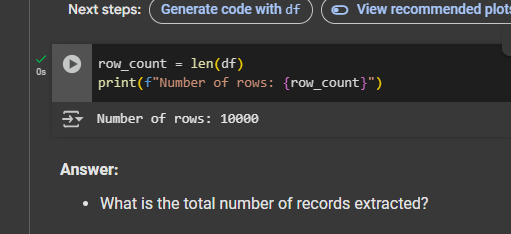 Next steps: Generate code with df View recommended plots
0s
row_count = len(df)
print(f"Number of rows: {row_count}")
Number of rows: 10000
Answer:
• What is the total number of records extracted?